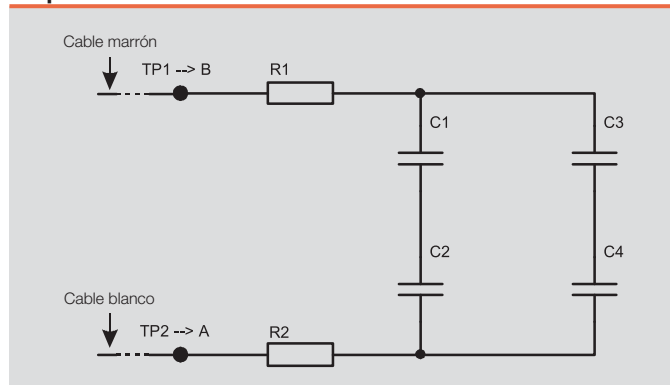 Cable marrón
TP1 --> B
R1
C1
C3
C2
C4
Cable blanco
TP2 --> A
R2